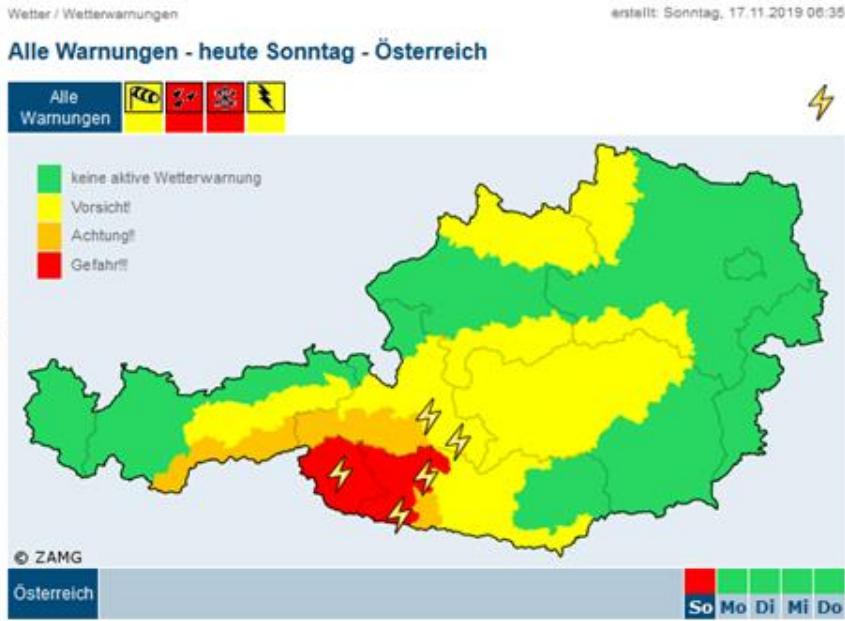 Wetter / Wetterwarnungen
erstellt: Sonntag, 17.11.2019 06:35
Alle Warnungen - heute Sonntag - Österreich
Alle
Warnungen
keine aktive Wetterwarnung
Vorsicht!
Achtung!!
Gefahr!!!
© ZAMG
Österreich
So Mo Di Mi Do